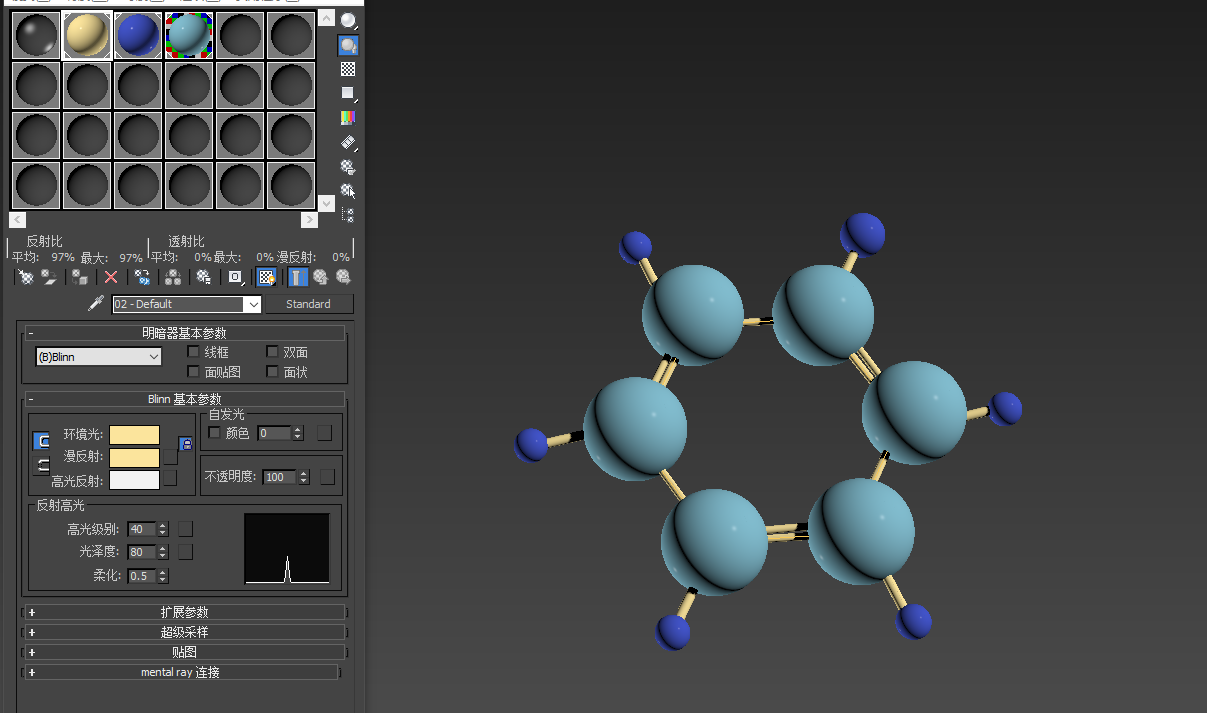 反射比
平均: 97% 最大: 97%
透射比
平均: 0% 最大: 0% 漫反射: 0%
02 - Default
Standard
- 明暗器基本参数
(B)Blinn
线框
双面
面贴图
面状
- Blinn 基本参数
环境光:
漫反射:
高光反射:
自发光
颜色 0
不透明度: 100
反射高光
高光级别: 40
光泽度: 80
柔化: 0.5
+ 扩展参数
+ 超级采样
+ 贴图
+ mental ray 连接